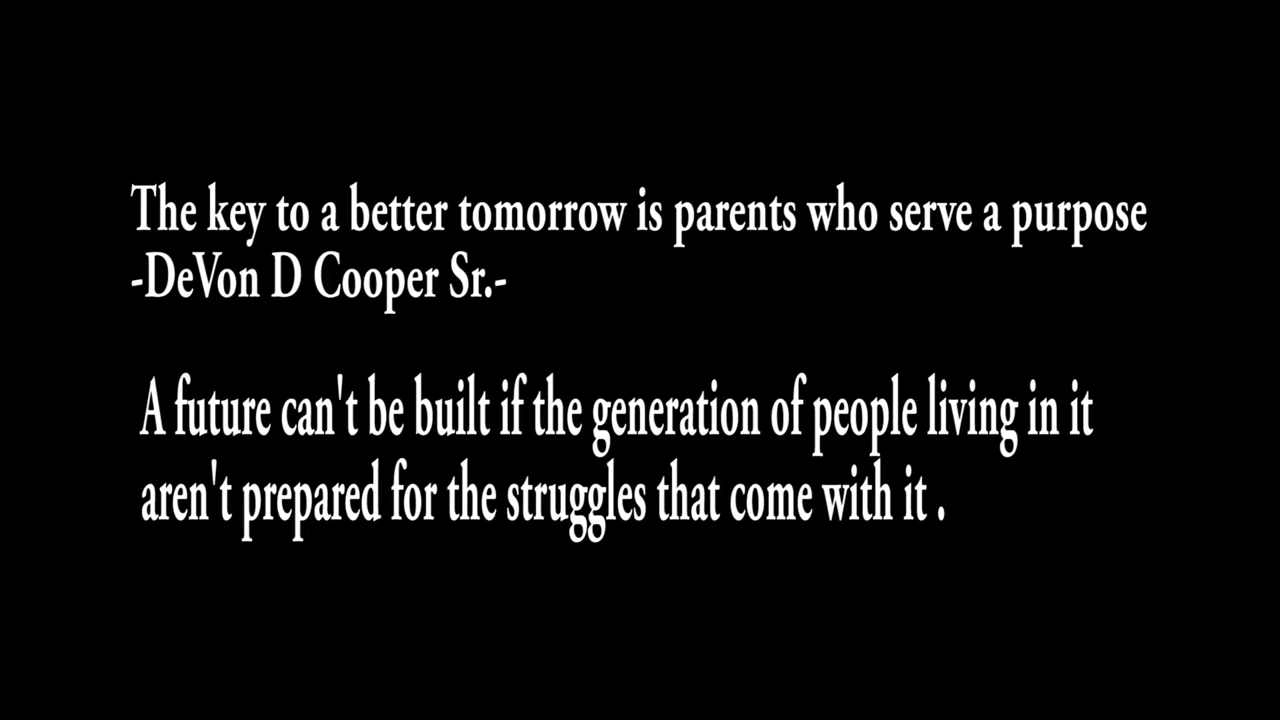 The key to a better tomorrow is parents who serve a purpose
-DeVon D Cooper Sr.-
A future can't be built if the generation of people living in it
aren't prepared for the struggles that come with it .